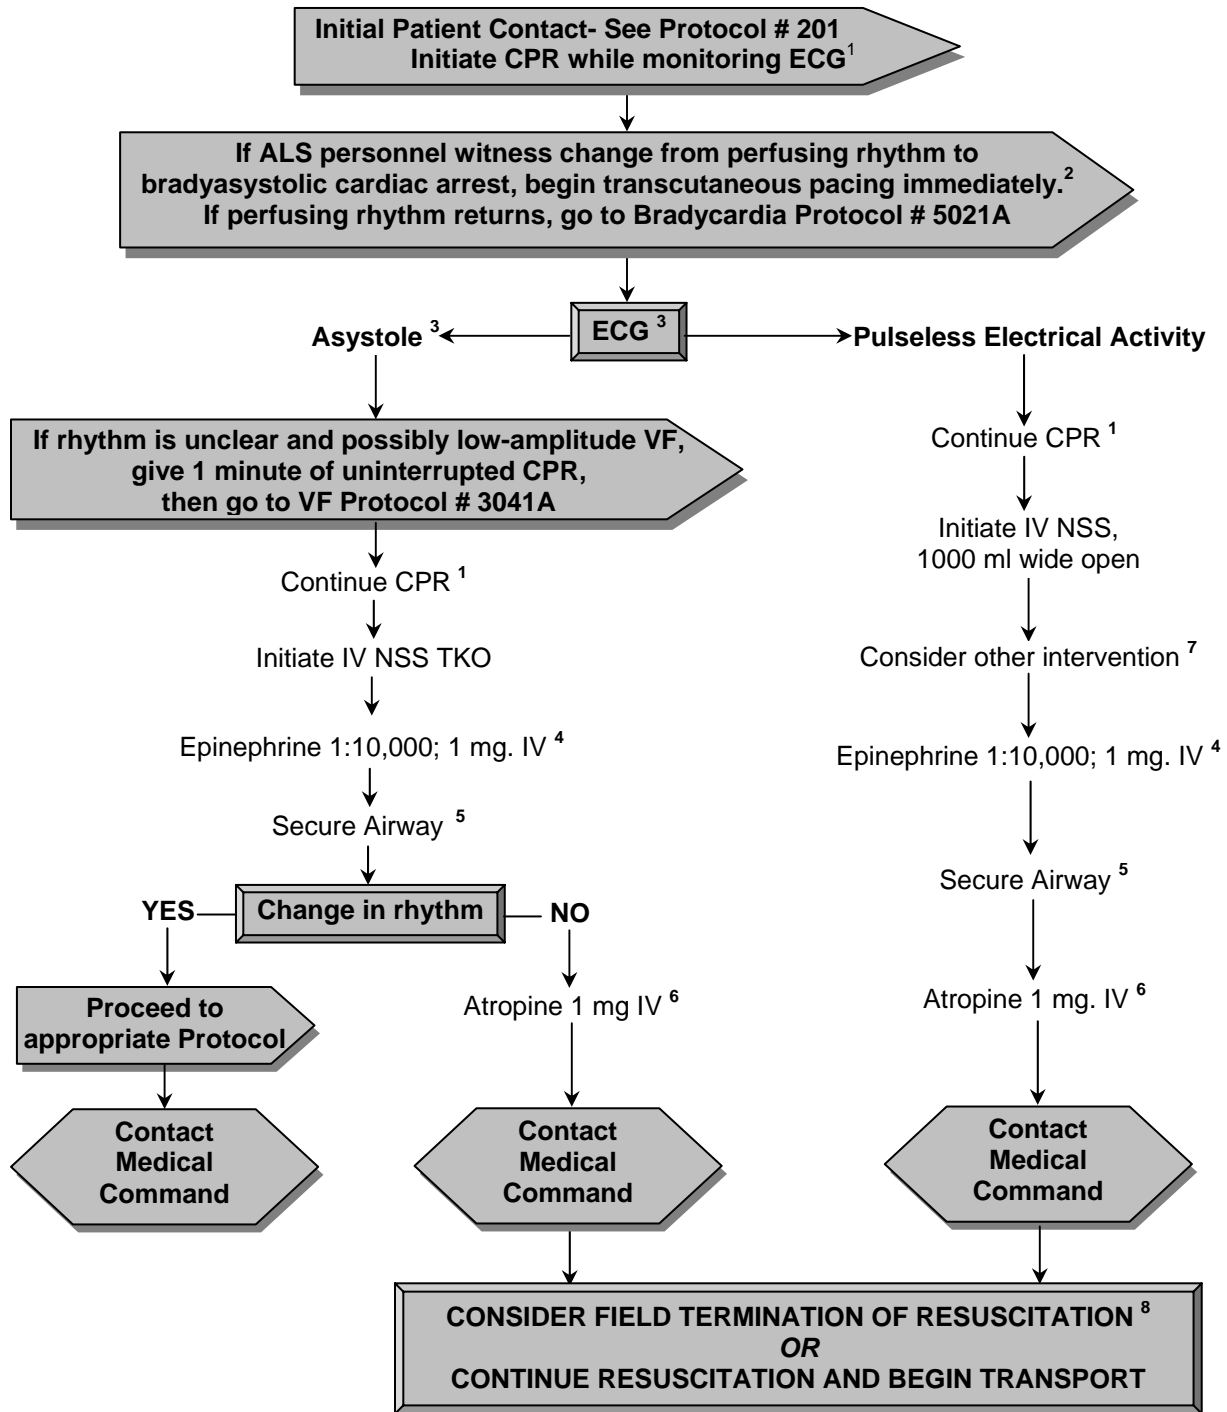 Initial Patient Contact- See Protocol # 201
Initiate CPR while monitoring ECG1
If ALS personnel witness change from perfusing rhythm to
bradyasystolic cardiac arrest, begin transcutaneous pacing immediately.2
If perfusing rhythm returns, go to Bradycardia Protocol # 5021A
Asystole 3
ECG 3
Pulseless Electrical Activity
If rhythm is unclear and possibly low-amplitude VF,
give 1 minute of uninterrupted CPR,
then go to VF Protocol # 3041A
Continue CPR 1
Initiate IV NSS TKO
Epinephrine 1:10,000; 1 mg. IV 4
Secure Airway 5
YES
Change in rhythm
NO
Proceed to
appropriate Protocol
Contact
Medical
Command
Atropine 1 mg IV 6
Contact
Medical
Command
Continue CPR 1
Initiate IV NSS,
1000 ml wide open
Consider other intervention 7
Epinephrine 1:10,000; 1 mg. IV 4
Secure Airway 5
Atropine 1 mg. IV 6
Contact
Medical
Command
CONSIDER FIELD TERMINATION OF RESUSCITATION 8
OR
CONTINUE RESUSCITATION AND BEGIN TRANSPORT